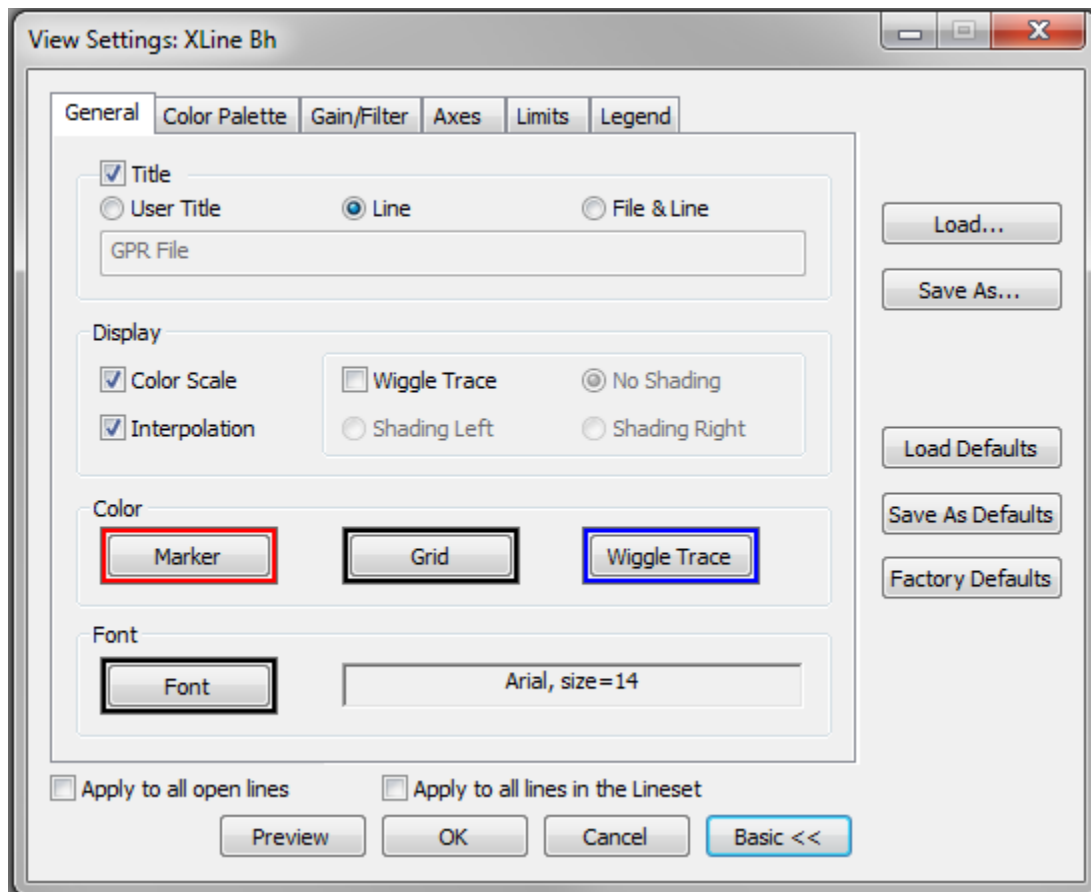 View Settings: XLine Bh
General Color Palette Gain/Filter Axes Limits Legend
Title
User Title Line File & Line
GPR File
Load...
Save As...
Display
Color Scale Wiggle Trace No Shading
Interpolation Shading Left Shading Right
Load Defaults
Save As Defaults
Factory Defaults
Color
Marker Grid Wiggle Trace
Font
Font Arial, size=14
Apply to all open lines Apply to all lines in the Lineset
Preview OK Cancel Basic <<